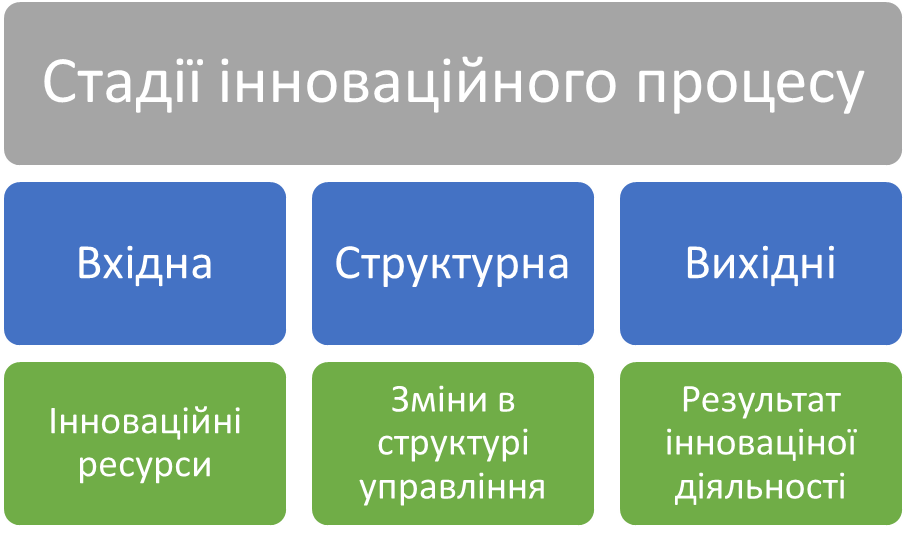 Стадії інноваційного процесу
Вхідна
Структурна
Вихідні
Інноваційні
ресурси
Зміни в
структурі
управління
Результат
інноваціної
діяльності